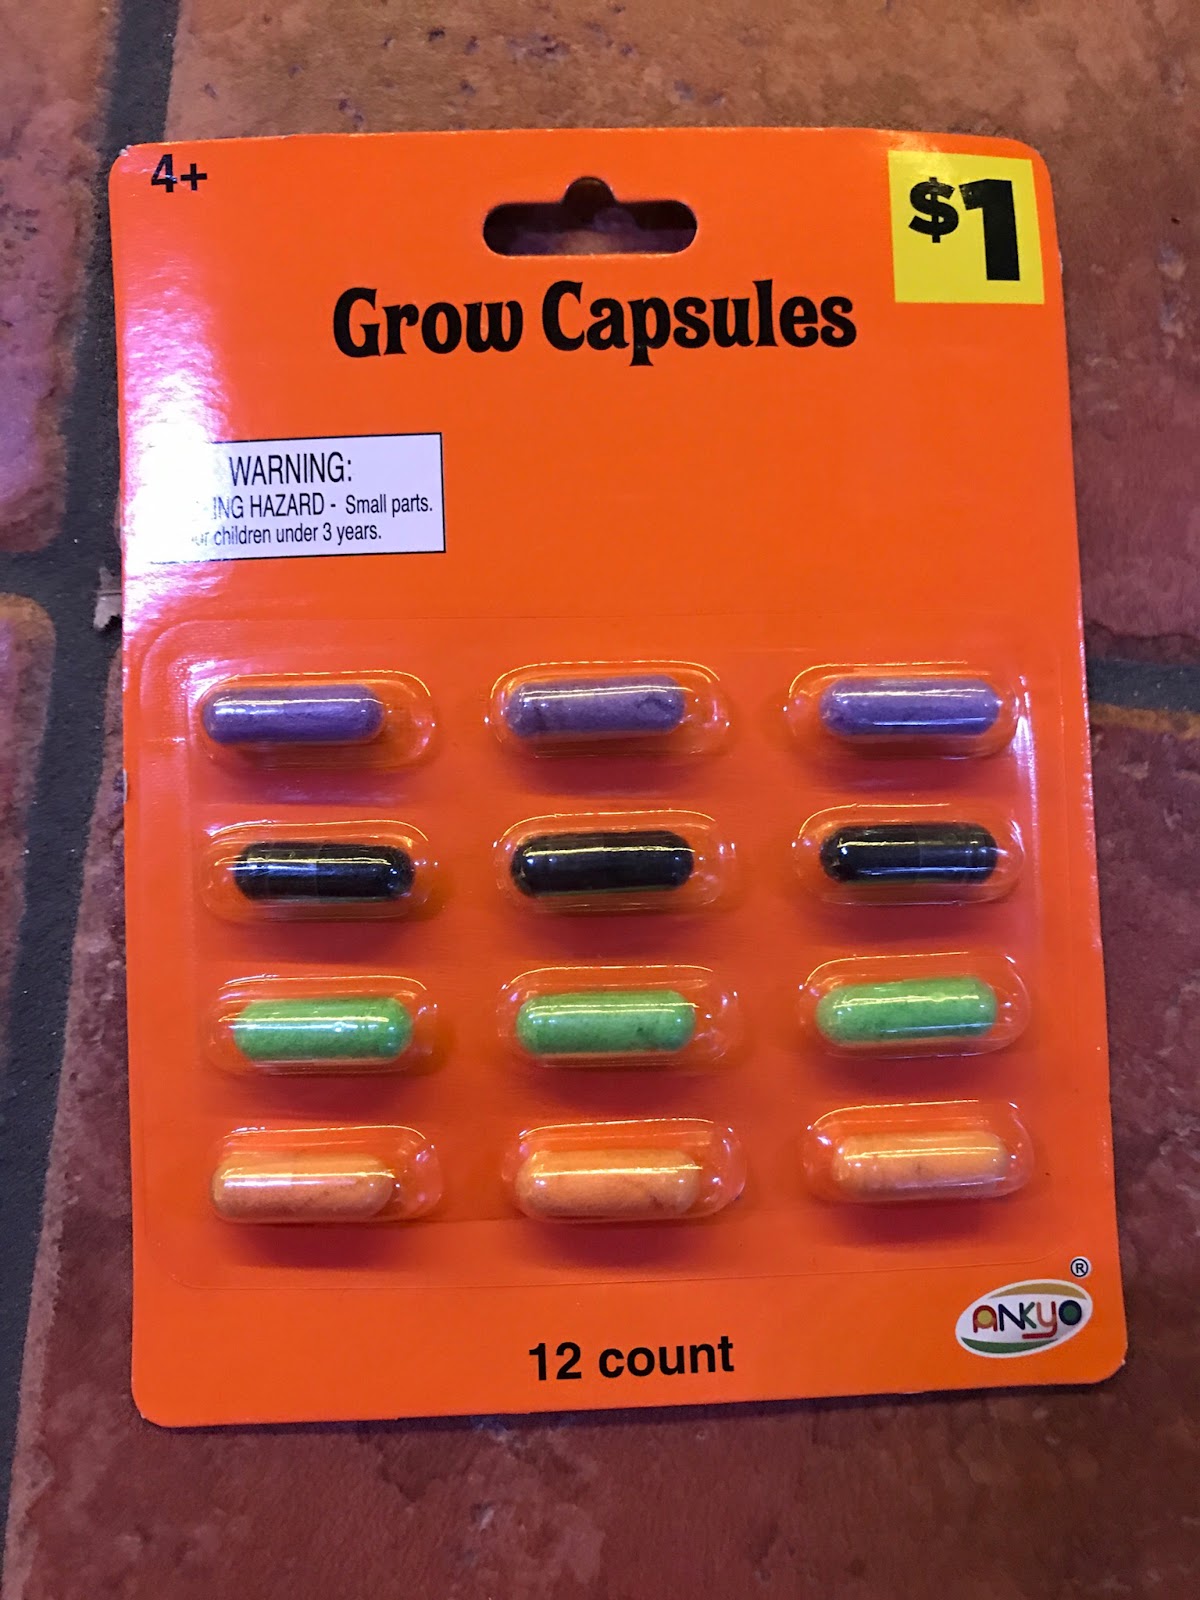 4+
$1
Grow Capsules
WARNING:
HAZARD - Small parts.
children under 3 years.
12 count
ANKYO ®